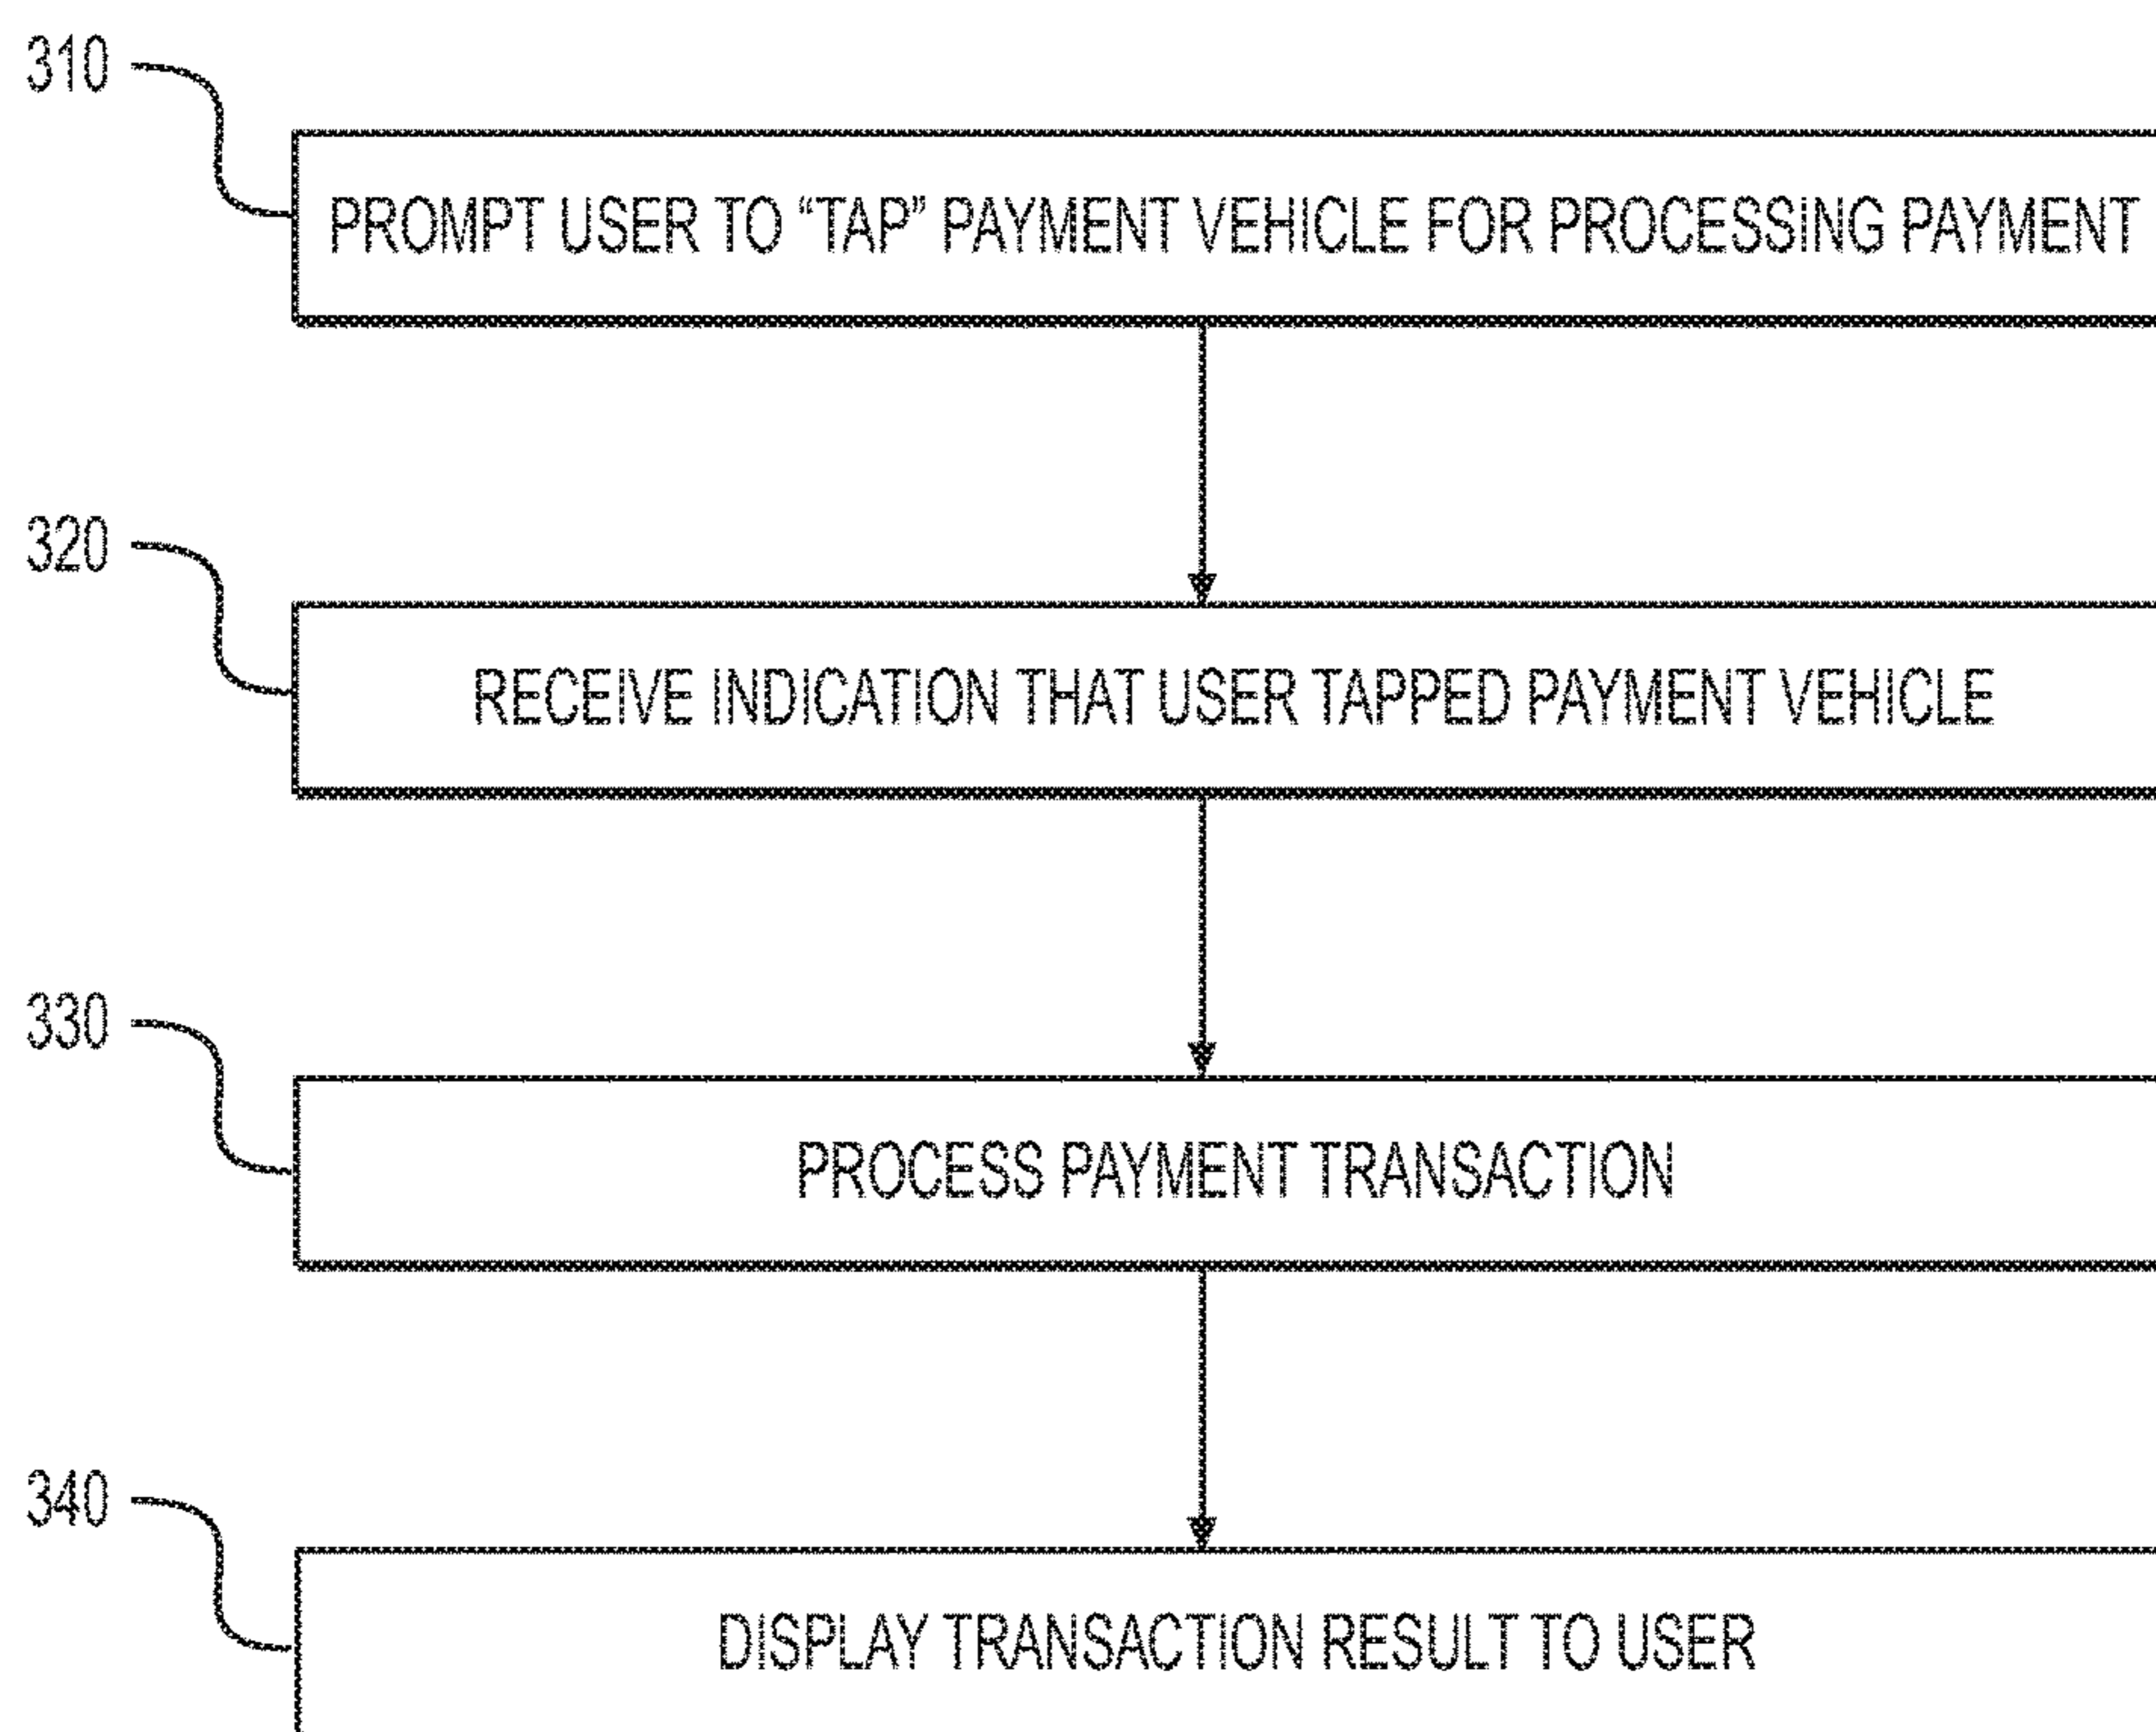 310
PROMPT USER TO “TAP” PAYMENT VEHICLE FOR PROCESSING PAYMENT
320
RECEIVE INDICATION THAT USER TAPPED PAYMENT VEHICLE
330
PROCESS PAYMENT TRANSACTION
340
DISPLAY TRANSACTION RESULT TO USER